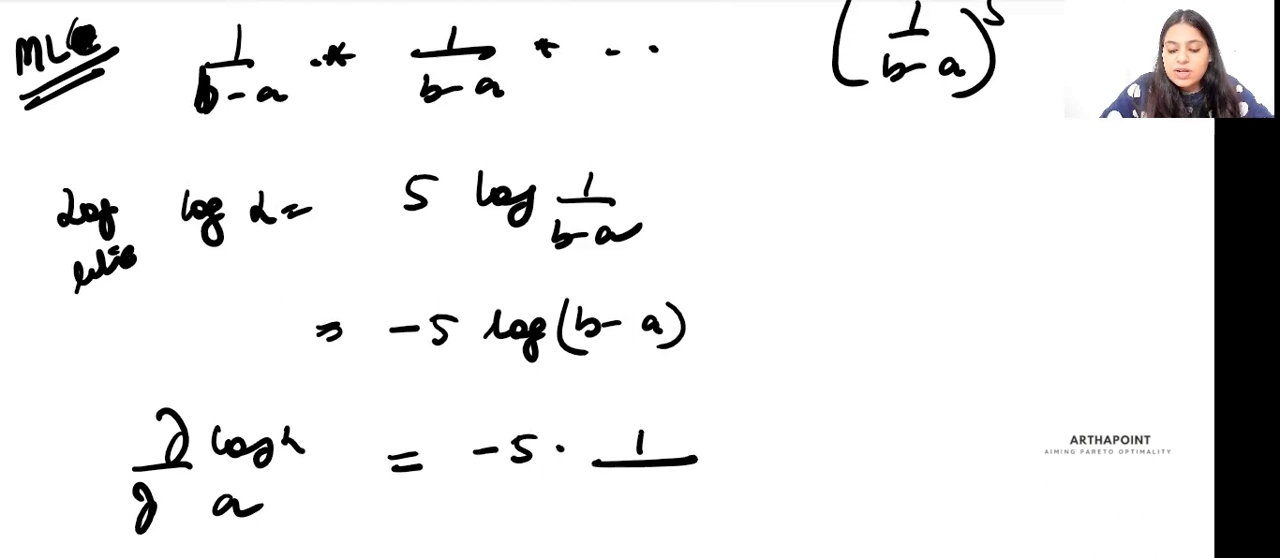 MLE 1/(b-a) * 1/(b-a) * .. (1/(b-a))^5
Log log L = 5 log 1/(b-a)
= -5 log(b-a)
∂ log L / ∂ a = -5 . 1/
ARTHAPOINT
AIMING PARETO OPTIMALITY